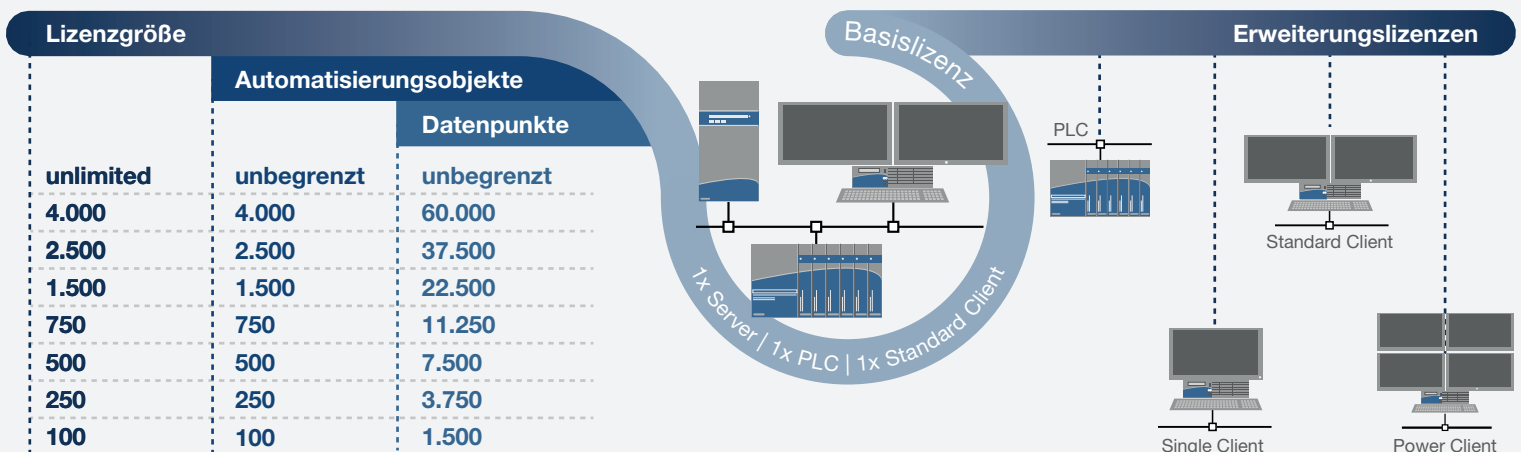 Lizenzgröße
Automatisierungsobjekte
Datenpunkte
unlimited unbegrenzt unbegrenzt
4.000 4.000 60.000
2.500 2.500 37.500
1.500 1.500 22.500
750 750 11.250
500 500 7.500
250 250 3.750
100 100 1.500
Basislizenz
1x Server | 1x PLC | 1x Standard Client
Erweiterungslizenzen
PLC
Standard Client
Single Client
Power Client